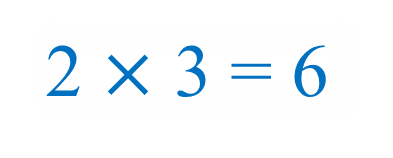 2 × 3 = 6